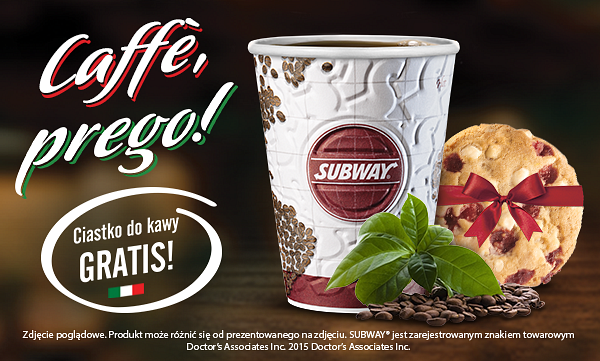 Caffè,
prego!
Ciastko do kawy
GRATIS!
SUBWAY®
Zdjęcie poglądowe. Produkt może różnić się od prezentowanego na zdjęciu. SUBWAY® jest zarejestrowanym znakiem towarowym
Doctor's Associates Inc. 2015 Doctor's Associates Inc.